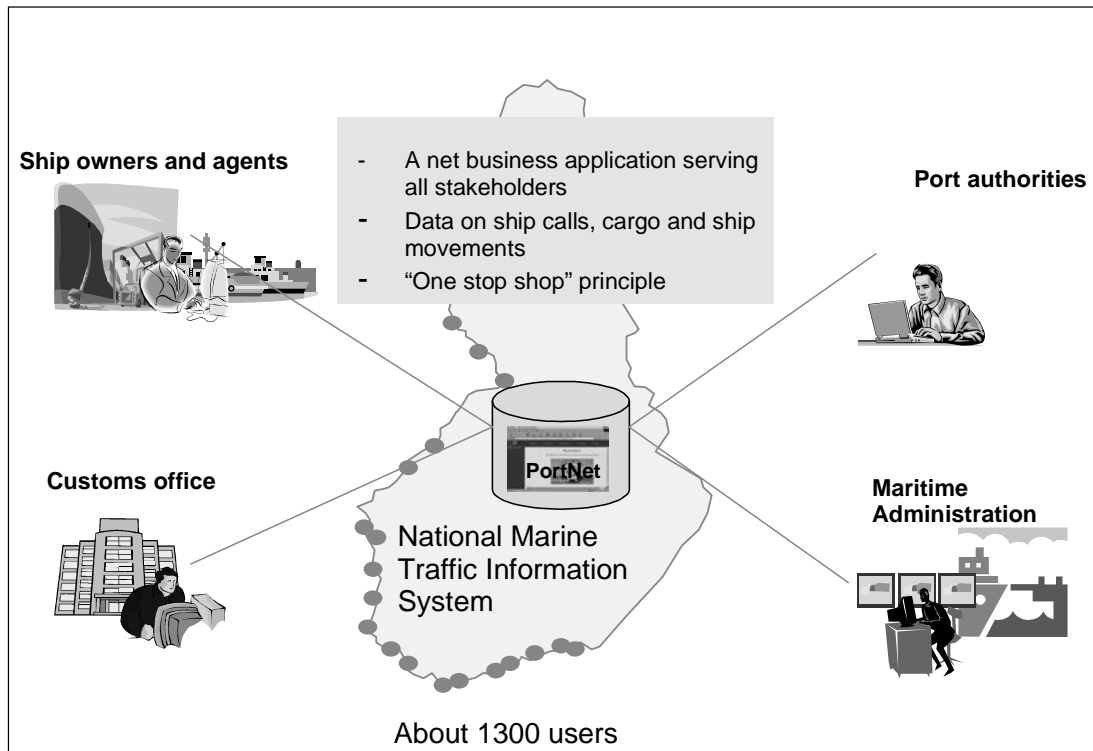 Ship owners and agents
- A net business application serving
all stakeholders
- Data on ship calls, cargo and ship
movements
- “One stop shop” principle
Port authorities
PortNet
Customs office
Maritime
Administration
National Marine
Traffic Information
System
About 1300 users